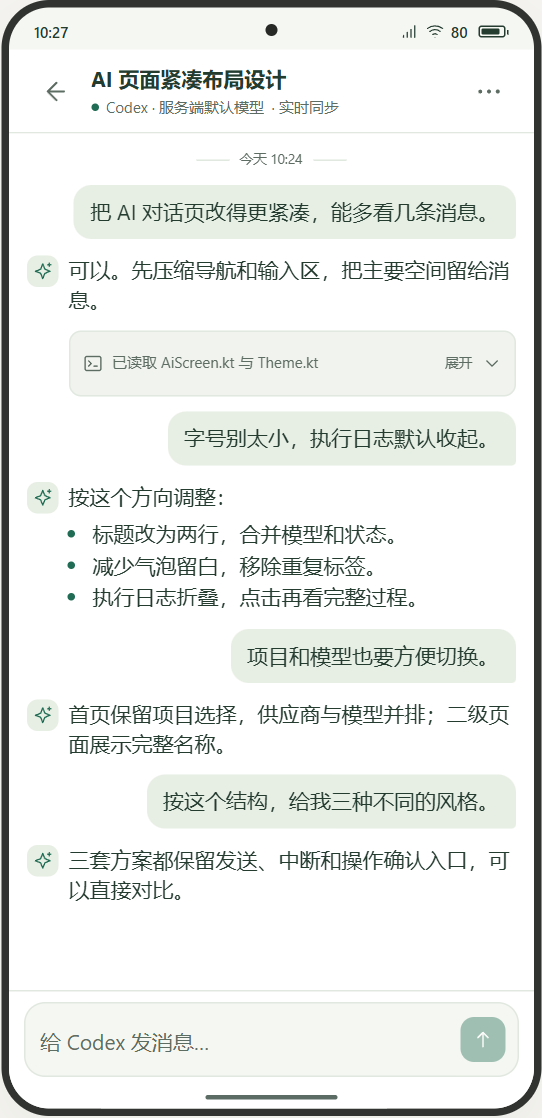 10:27
80
AI 页面紧凑布局设计
Codex · 服务端默认模型 · 实时同步
今天 10:24
把 AI 对话页改得更紧凑，能多看几条消息。
可以。先压缩导航和输入区，把主要空间留给消
息。
已读取 AiScreen.kt 与 Theme.kt 展开
字号别太小，执行日志默认收起。
按这个方向调整：
• 标题改为两行，合并模型和状态。
• 减少气泡留白，移除重复标签。
• 执行日志折叠，点击再看完整过程。
项目和模型也要方便切换。
首页保留项目选择，供应商与模型并排；二级页
面展示完整名称。
按这个结构，给我三种不同的风格。
三套方案都保留发送、中断和操作确认入口，可
以直接对比。
给 Codex 发消息...